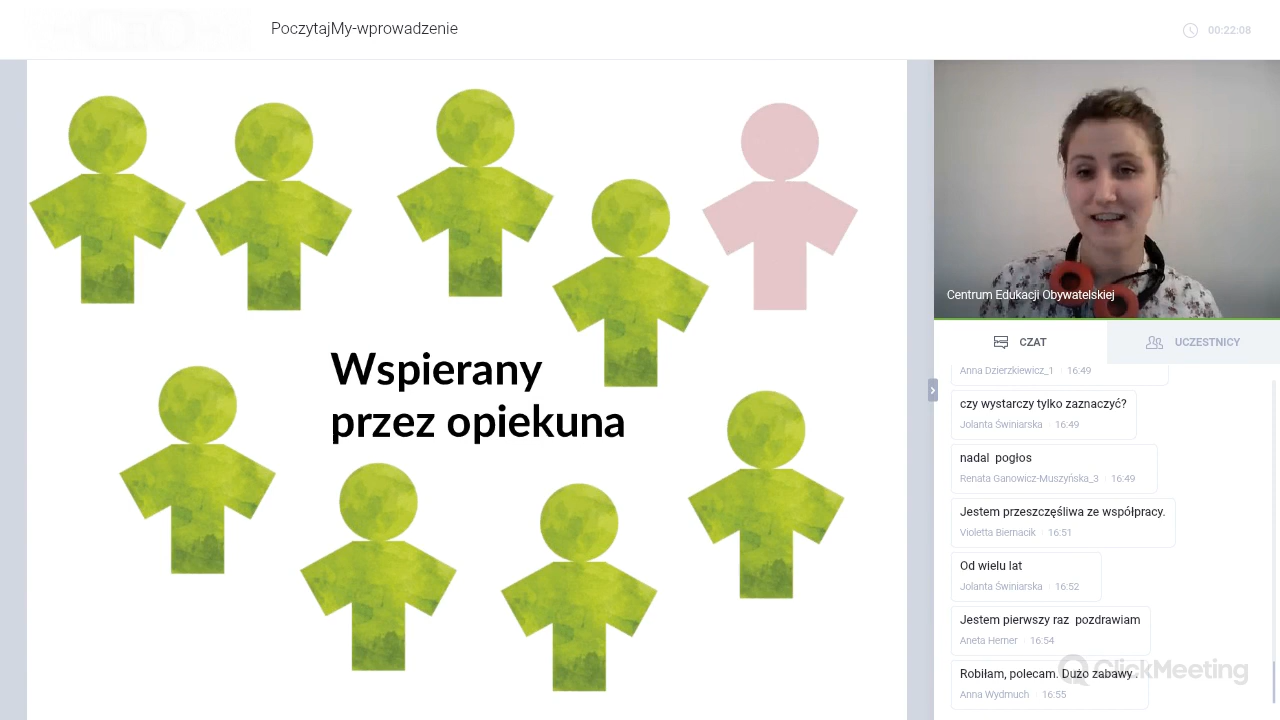 PoczytajMy-wprowadzenie
00:22:08
Wspierany
przez opiekuna
Centrum Edukacji Obywatelskiej
CZAT
UCZESTNICY
Anna Dzierzkiewicz_1 · 16:49
czy wystarczy tylko zaznaczyć?
Jolanta Świniarska · 16:49
nadal pogłos
Renata Ganowicz-Muszyńska_3 · 16:49
Jestem przeszczęśliwa ze współpracy.
Violetta Biernacik · 16:51
Od wielu lat
Jolanta Świniarska · 16:52
Jestem pierwszy raz pozdrawiam
Aneta Herner · 16:54
Robiłam, polecam. Dużo zabawy .
Anna Wydmuch · 16:55
ClickMeeting